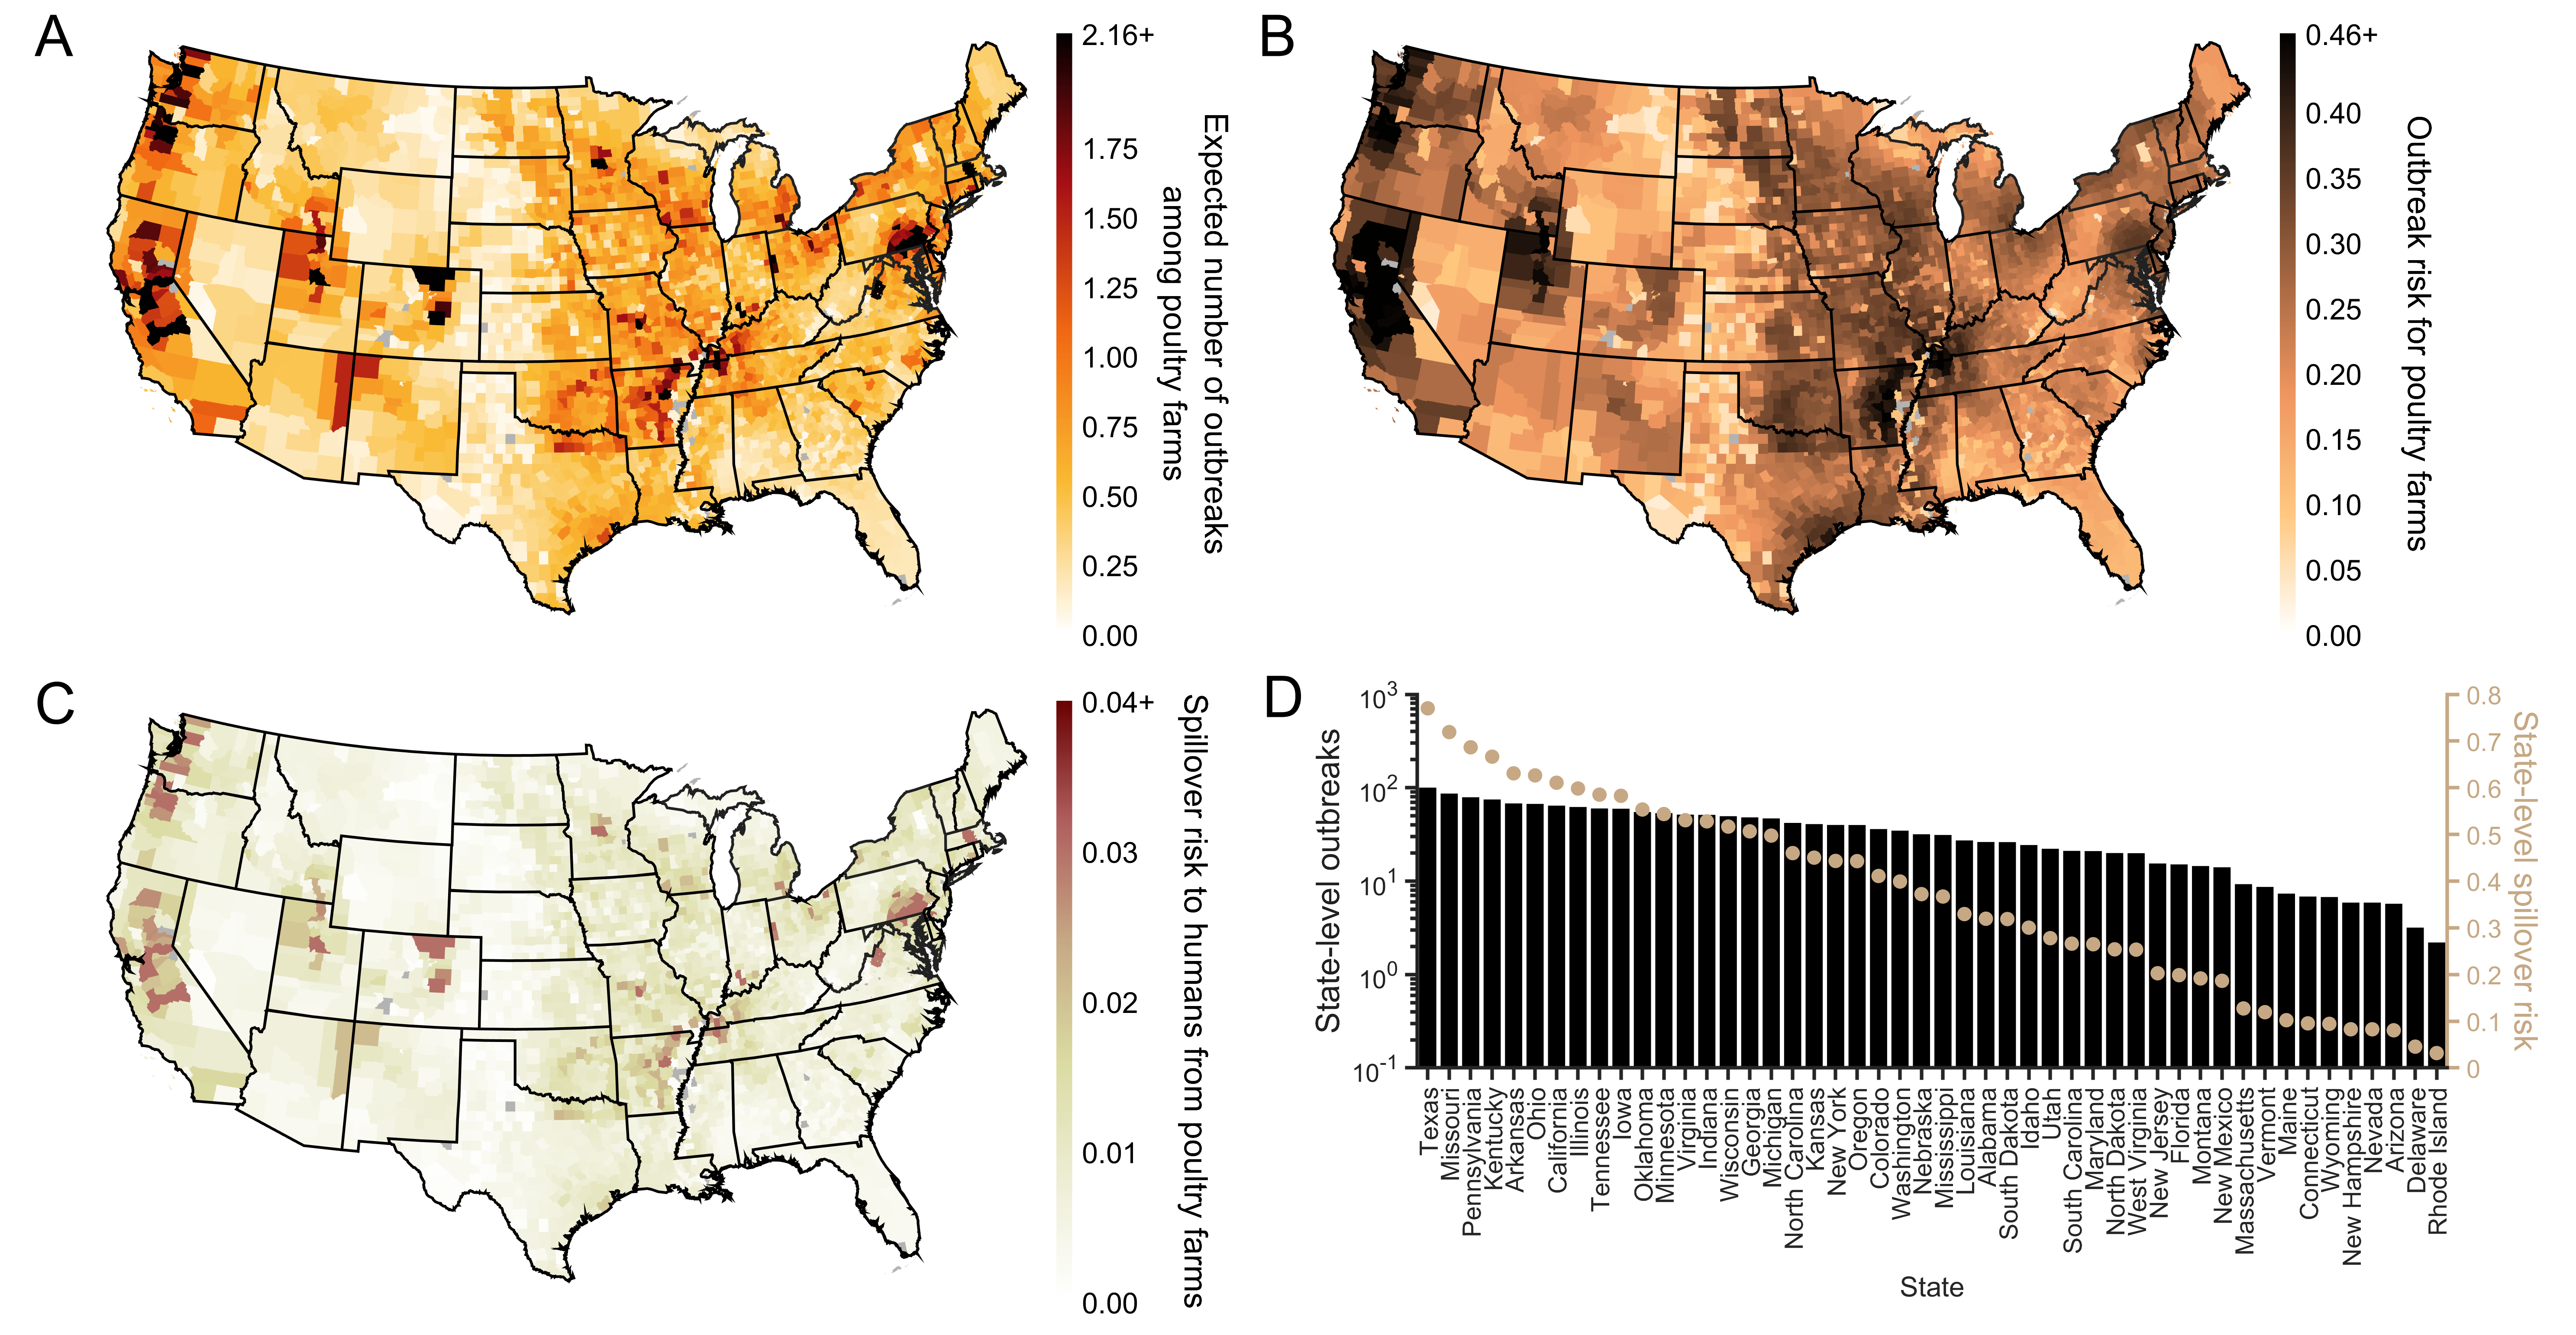 A
2.16+
1.75
1.50
1.25
1.00
0.75
0.50
0.25
0.00
Expected number of outbreaks
among poultry farms
B
0.46+
0.40
0.35
0.30
0.25
0.20
0.15
0.10
0.05
0.00
Outbreak risk for poultry farms
C
0.04+
0.03
0.02
0.01
0.00
Spillover risk to humans from poultry farms
D
State-level outbreaks
10³
10²
10¹
10⁰
10⁻¹
0.8
0.7
0.6
0.5
0.4
0.3
0.2
0.1
0
State-level spillover risk
Texas
Missouri
Pennsylvania
Kentucky
Arkansas
Ohio
California
Illinois
Tennessee
Iowa
Oklahoma
Minnesota
Virginia
Indiana
Wisconsin
Georgia
Michigan
North Carolina
Kansas
New York
Oregon
Colorado
Washington
Nebraska
Mississippi
Louisiana
Alabama
South Dakota
Idaho
Utah
South Carolina
Maryland
North Dakota
West Virginia
New Jersey
Florida
Montana
New Mexico
Massachusetts
Vermont
Maine
Connecticut
Wyoming
New Hampshire
Nevada
Arizona
Delaware
Rhode Island
State